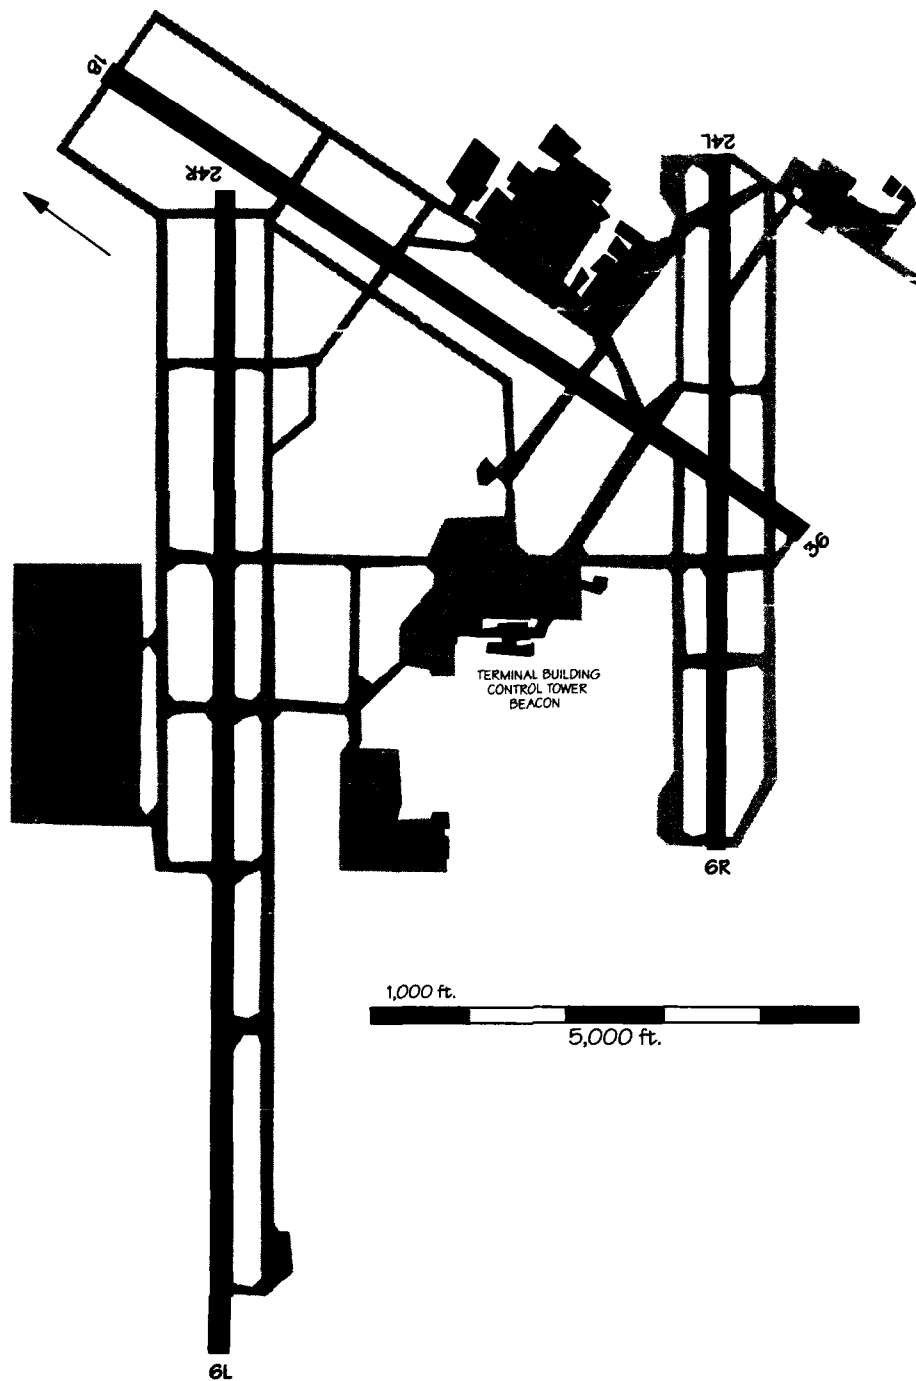 18
24R
24L
36
TERMINAL BUILDING
CONTROL TOWER
BEACON
6R
1,000 ft.
5,000 ft.
6L